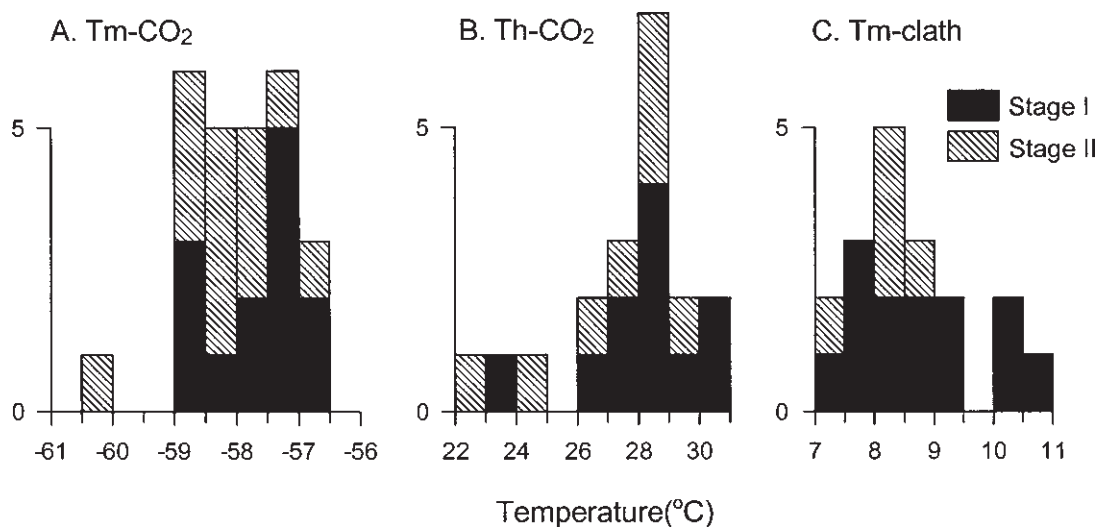 A. Tm-CO₂
B. Th-CO₂
C. Tm-clath
Stage I
Stage II
5
0
-61 -60 -59 -58 -57 -56
5
0
22 24 26 28 30
5
0
7 8 9 10 11
Temperature(°C)